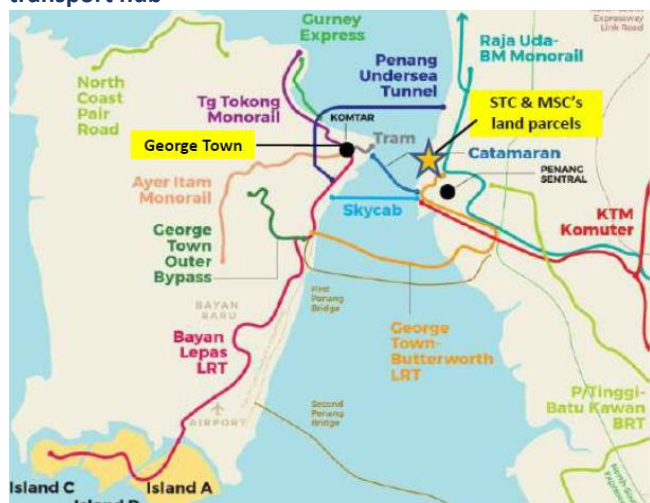 transport hub
Gurney
Express
Expressway
Link Road
Raja Uda-
BM Monorail
North
Coast
Pair
Road
Penang
Undersea
Tunnel
STC & MSC's
land parcels
Tg Tokong
Monorail
KOMTAR
George Town
Tram
Catamaran
Ayer Itam
Monorail
PENANG
SENTRAL
Skycab
KTM
Komuter
George
Town
Outer
Bypass
First
Penang
Bridge
BAYAN
BARU
George
Town-
Butterworth
LRT
Bayan
Lepas
LRT
P/Tinggi-
Batu Kawan
BRT
Second
Penang
Bridge
AIRPORT
Island C
Island A